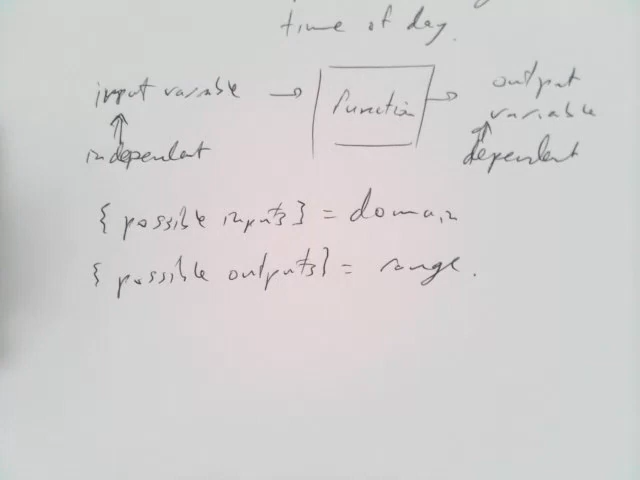 time of day.
input variable → function → output variable
independent
dependent
{ possible inputs } = domain
{ possible outputs } = range.